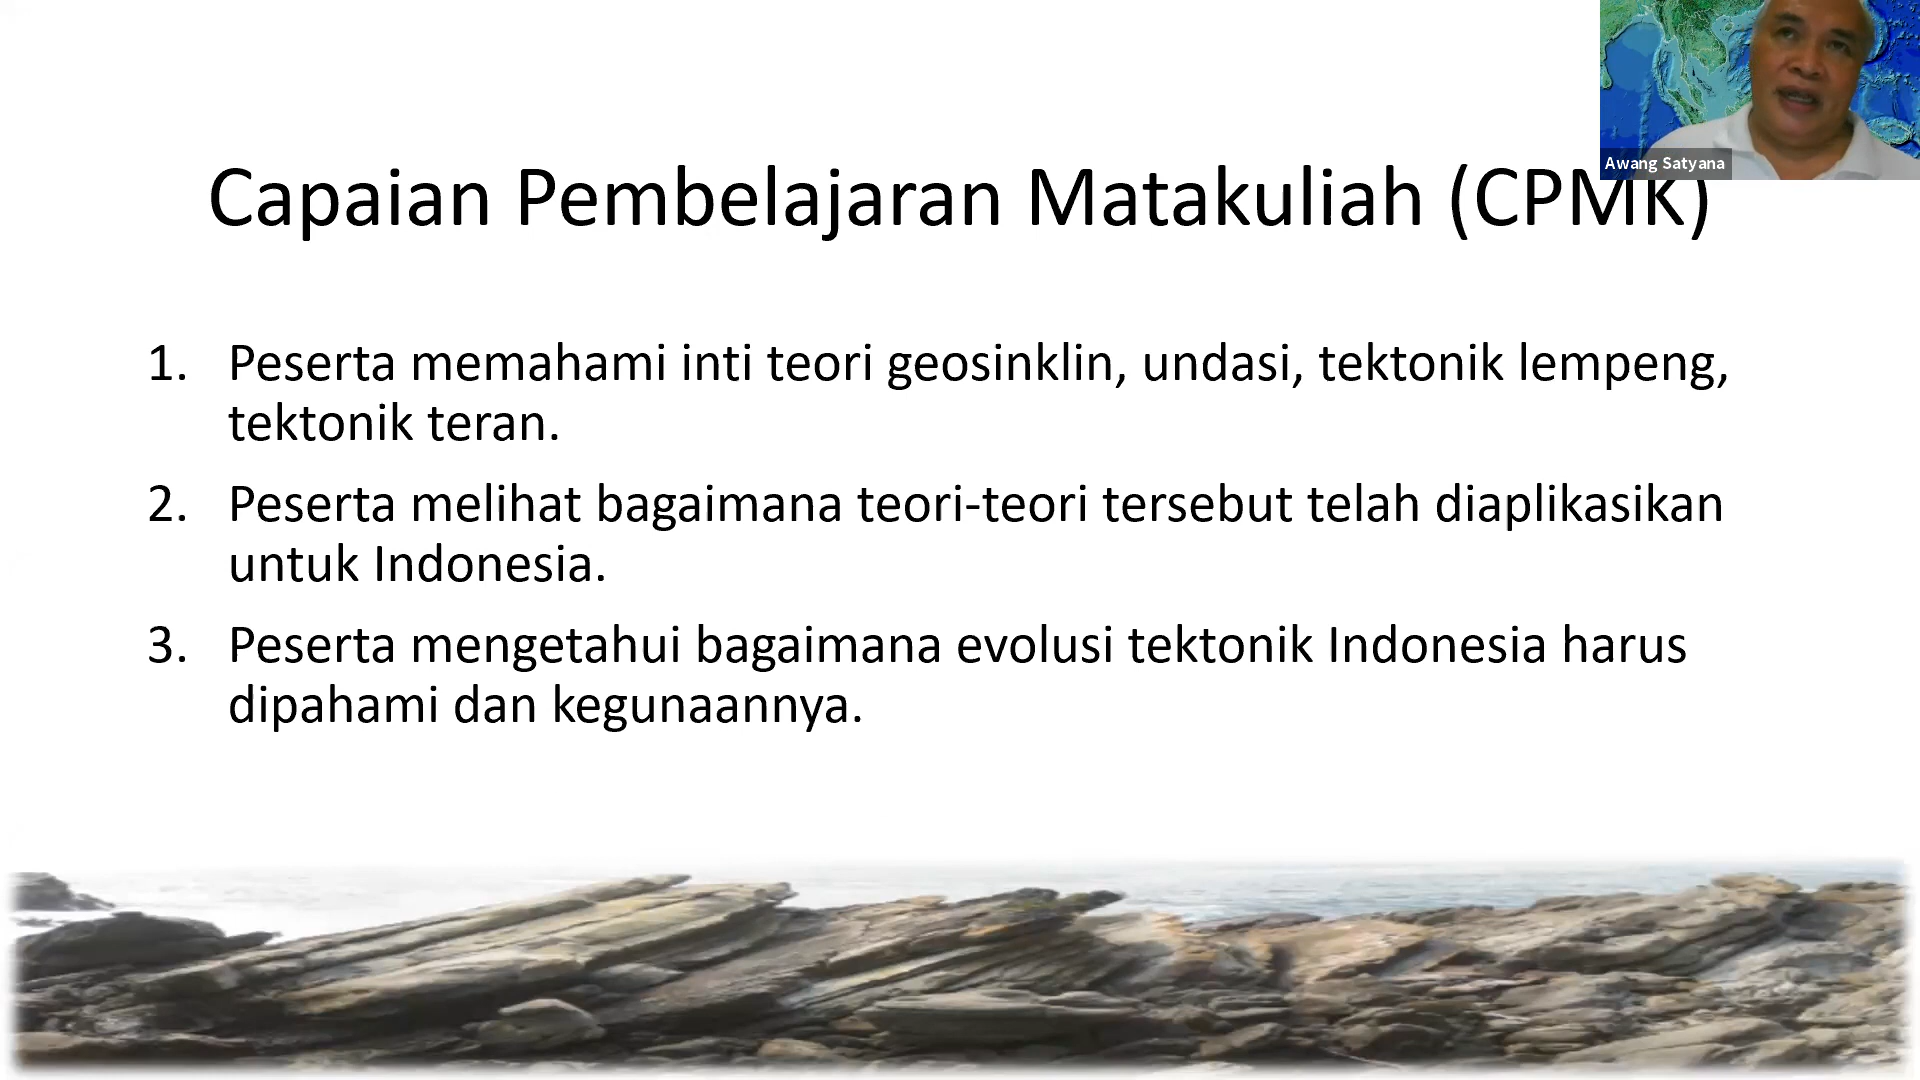 Awang Satyana
Capaian Pembelajaran Matakuliah (CPMK)
1. Peserta memahami inti teori geosinklin, undasi, tektonik lempeng,
tektonik teran.
2. Peserta melihat bagaimana teori-teori tersebut telah diaplikasikan
untuk Indonesia.
3. Peserta mengetahui bagaimana evolusi tektonik Indonesia harus
dipahami dan kegunaannya.